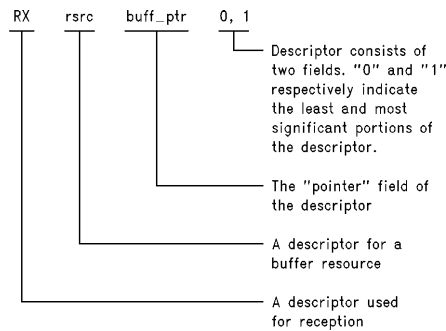 RX rsrc buff_ptr 0, 1
Descriptor consists of
two fields. "0" and "1"
respectively indicate
the least and most
significant portions of
the descriptor.
The "pointer" field of
the descriptor
A descriptor for a
buffer resource
A descriptor used
for reception